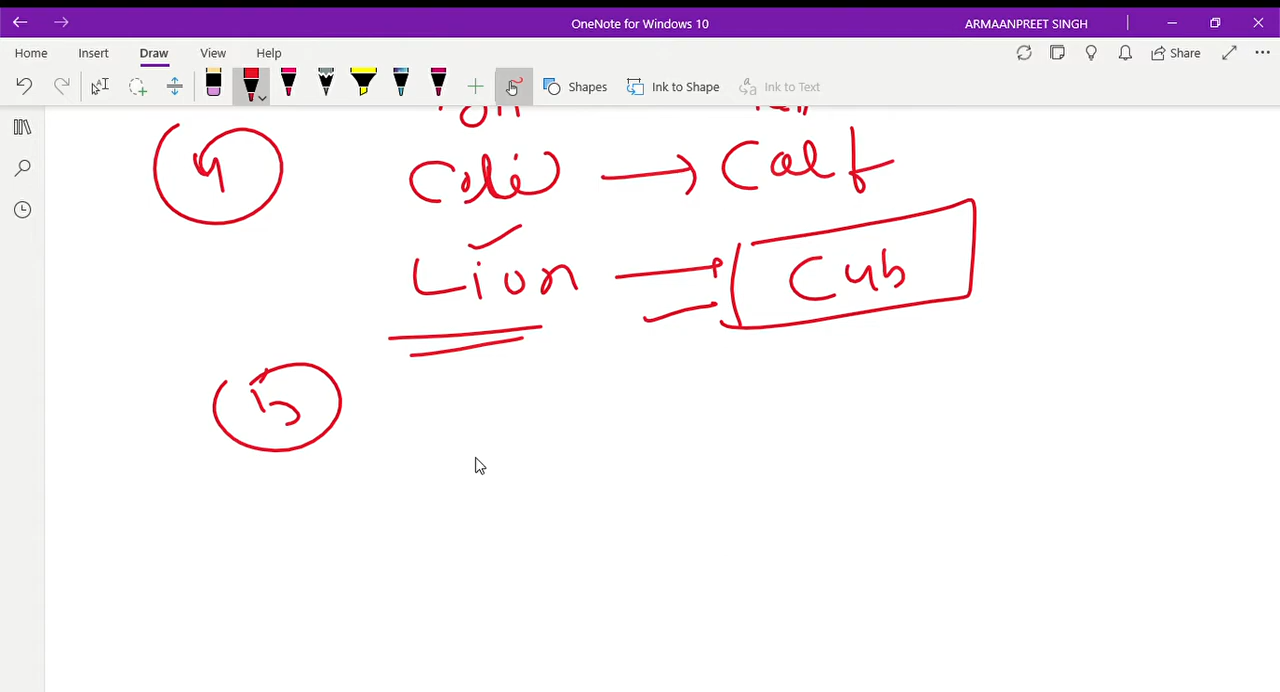 OneNote for Windows 10
ARMAANPREET SINGH
Home Insert Draw View Help
Share
Shapes Ink to Shape Ink to Text
4 → Calf
Lion → Cub
5